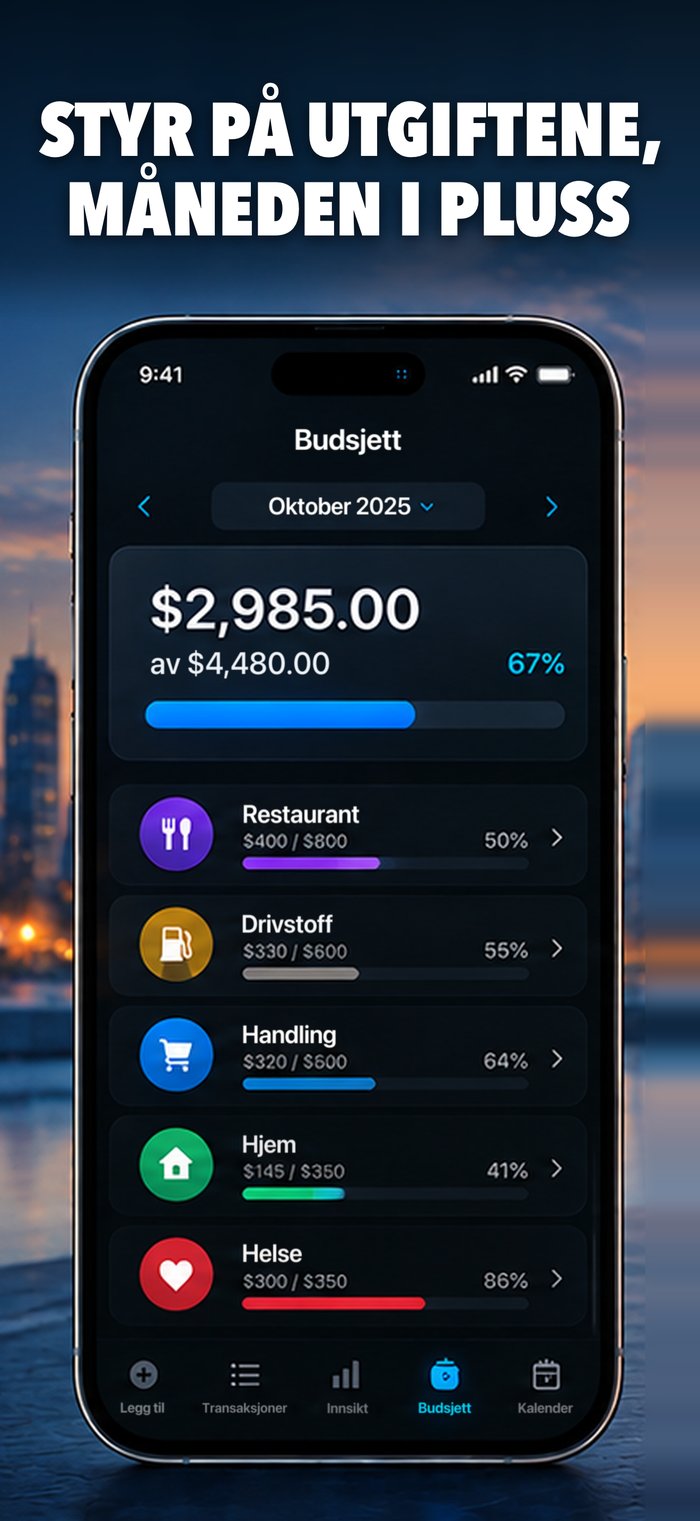 STYR PÅ UTGIFTENE,
MÅNEDEN I PLUSS
9:41
Budsjett
Oktober 2025
$2,985.00
av $4,480.00
67%
Restaurant
$400 / $800
50%
Drivstoff
$330 / $600
55%
Handling
$320 / $600
64%
Hjem
$145 / $350
41%
Helse
$300 / $350
86%
Legg til
Transaksjoner
Innsikt
Budsjett
Kalender